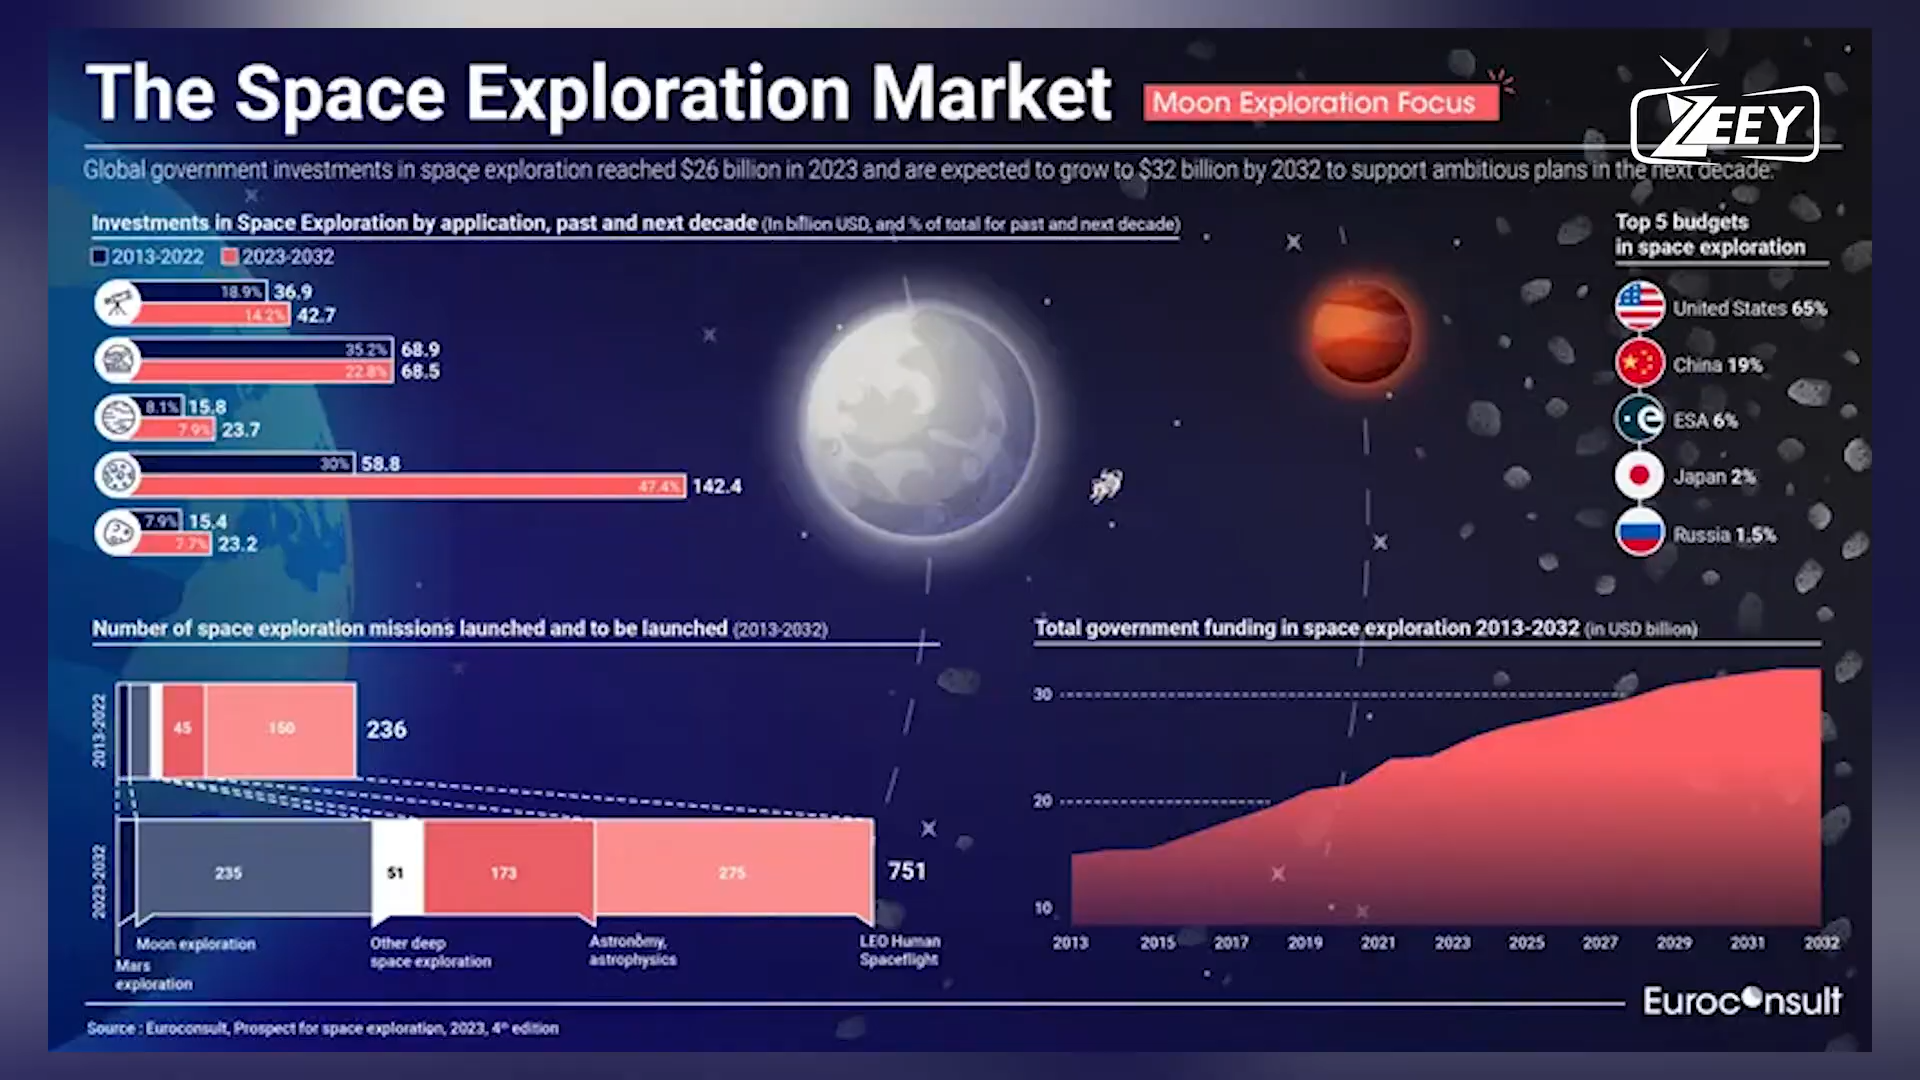 The Space Exploration Market
Moon Exploration Focus
ZEEY
Global government investments in space exploration reached $26 billion in 2023 and are expected to grow to $32 billion by 2032 to support ambitious plans in the next decade.
Investments in Space Exploration by application, past and next decade (In billion USD, and % of total for past and next decade)
2013-2022 2023-2032
18.9% 36.9
14.2% 42.7
35.2% 68.9
22.8% 68.5
8.1% 15.8
7.9% 23.7
30% 58.8
47.4% 142.4
7.9% 15.4
7.7% 23.2
Top 5 budgets
in space exploration
United States 65%
China 19%
ESA 6%
Japan 2%
Russia 1.5%
Number of space exploration missions launched and to be launched (2013-2032)
2013-2022
45 150 236
2023-2032
235 51 173 275 751
Mars
exploration
Moon exploration
Other deep
space exploration
Astronomy,
astrophysics
LEO Human
Spaceflight
Total government funding in space exploration 2013-2032 (in USD billion)
30
20
10
2013 2015 2017 2019 2021 2023 2025 2027 2029 2031 2032
Source : Euroconsult, Prospect for space exploration, 2023, 4th edition
Euroconsult